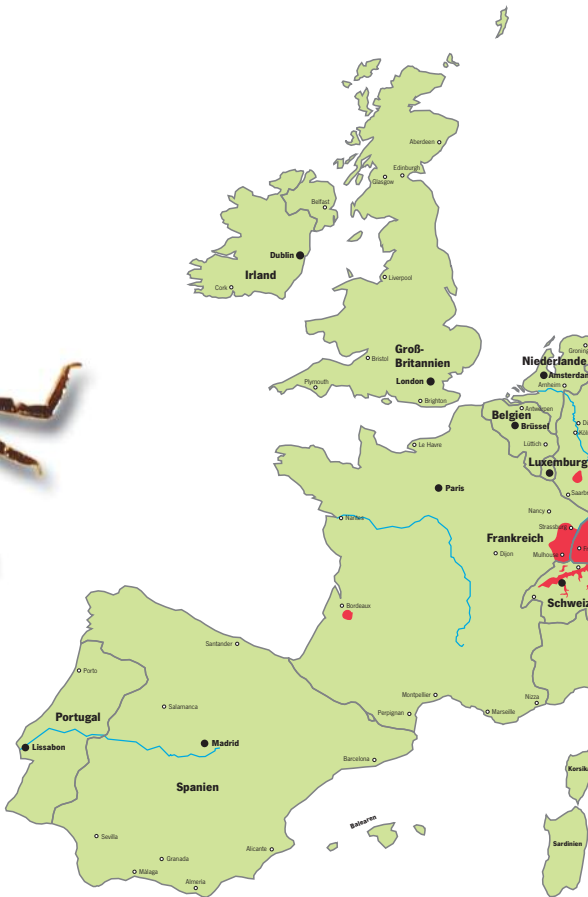 Aberdeen
Edinburgh
Glasgow
Belfast
Dublin
Irland
Cork
Liverpool
Groß-
Britannien
Bristol
London
Plymouth
Brighton
Niederlande
Amsterdam
Arnheim
Antwerpen
Belgien
Brüssel
Lüttich
Luxemburg
Le Havre
Paris
Nancy
Strassburg
Nantes
Frankreich
Dijon
Mulhouse
Schweiz
Bordeaux
Santander
Porto
Montpellier
Nizza
Perpignan
Marseille
Salamanca
Portugal
Lissabon
Madrid
Barcelona
Spanien
Korsika
Balearen
Sevilla
Alicante
Sardinien
Granada
Málaga
Almeria